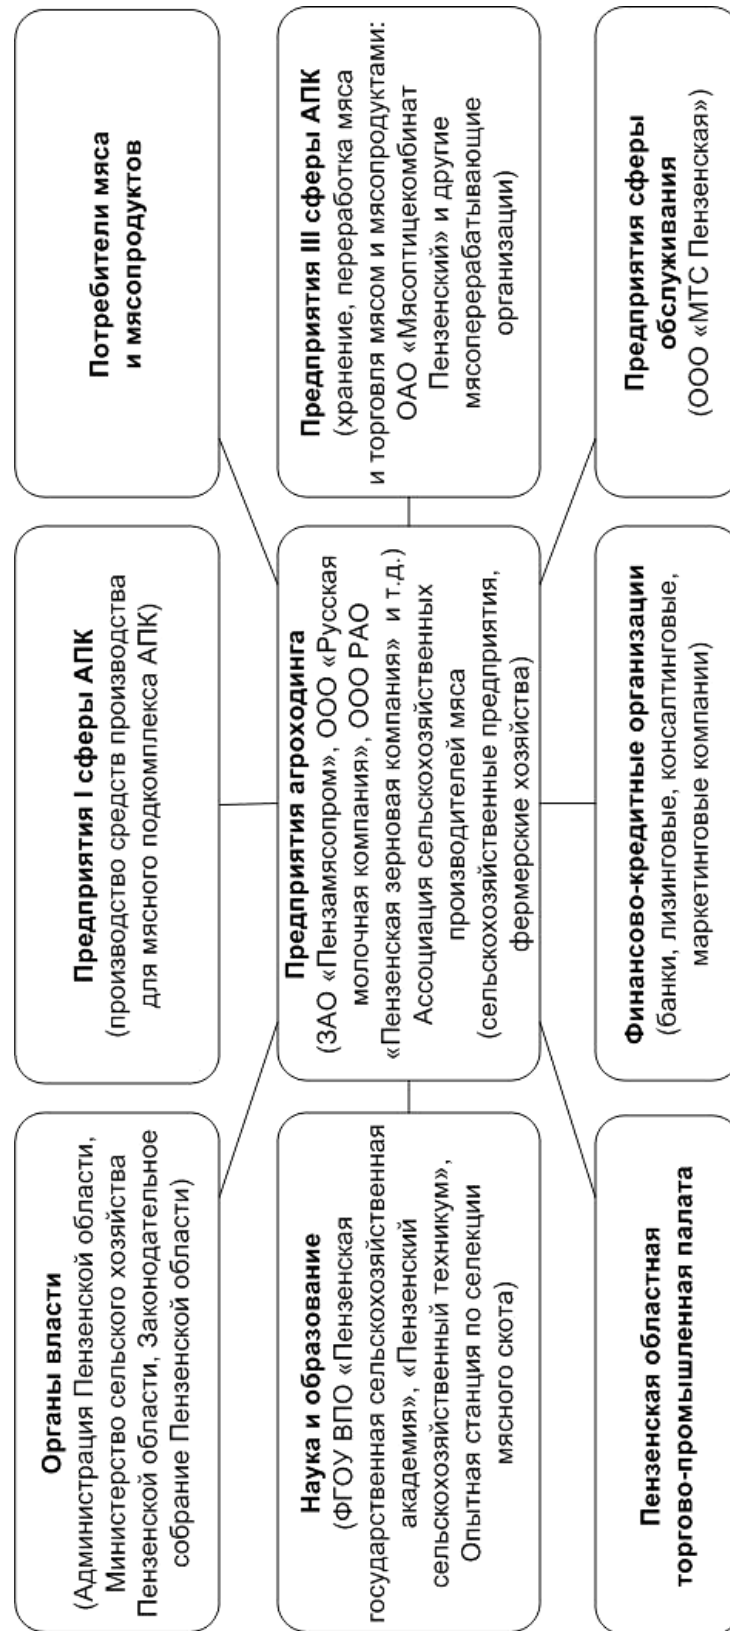 Органы власти
(Администрация Пензенской области,
Министерство сельского хозяйства
Пензенской области, Законодательное
собрание Пензенской области)
Предприятия I сферы АПК
(производство средств производства
для мясного подкомплекса АПК)
Потребители мяса
и мясопродуктов
Наука и образование
(ФГОУ ВПО «Пензенская
государственная сельскохозяйственная
академия», «Пензенский
сельскохозяйственный техникум»,
Опытная станция по селекции
мясного скота)
Предприятия агроходинга
(ЗАО «Пензамясопром», ООО «Русская
молочная компания», ООО РАО
«Пензенская зерновая компания» и т.д.)
Ассоциация сельскохозяйственных
производителей мяса
(сельскохозяйственные предприятия,
фермерские хозяйства)
Предприятия III сферы АПК
(хранение, переработка мяса
и торговля мясом и мясопродуктами:
ОАО «Мясоптицекомбинат
Пензенский» и другие
мясоперерабатывающие
организации)
Пензенская областная
торгово-промышленная палата
Финансово-кредитные организации
(банки, лизинговые, консалтинговые,
маркетинговые компании)
Предприятия сферы
обслуживания
(ООО «МТС Пензенская»)